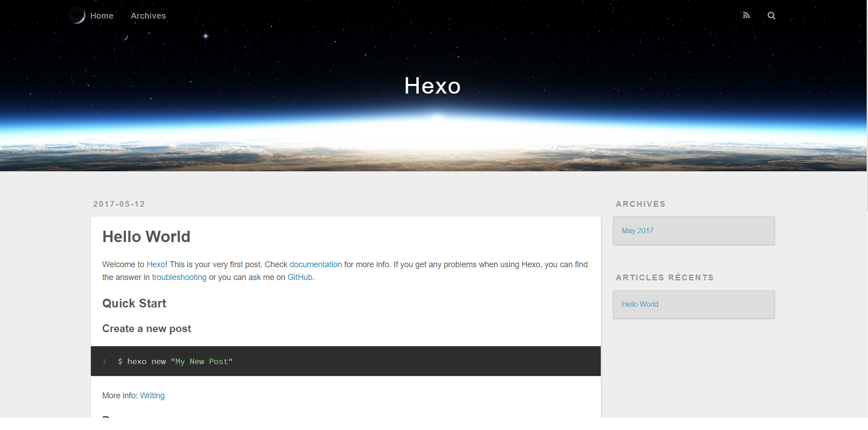 Home Archives
Hexo
2017-05-12
Hello World
Welcome to Hexo! This is your very first post. Check documentation for more info. If you get any problems when using Hexo, you can find
the answer in troubleshooting or you can ask me on GitHub.
Quick Start
Create a new post
1 $ hexo new "My New Post"
More info: Writing
ARCHIVES
May 2017
ARTICLES RÉCENTS
Hello World